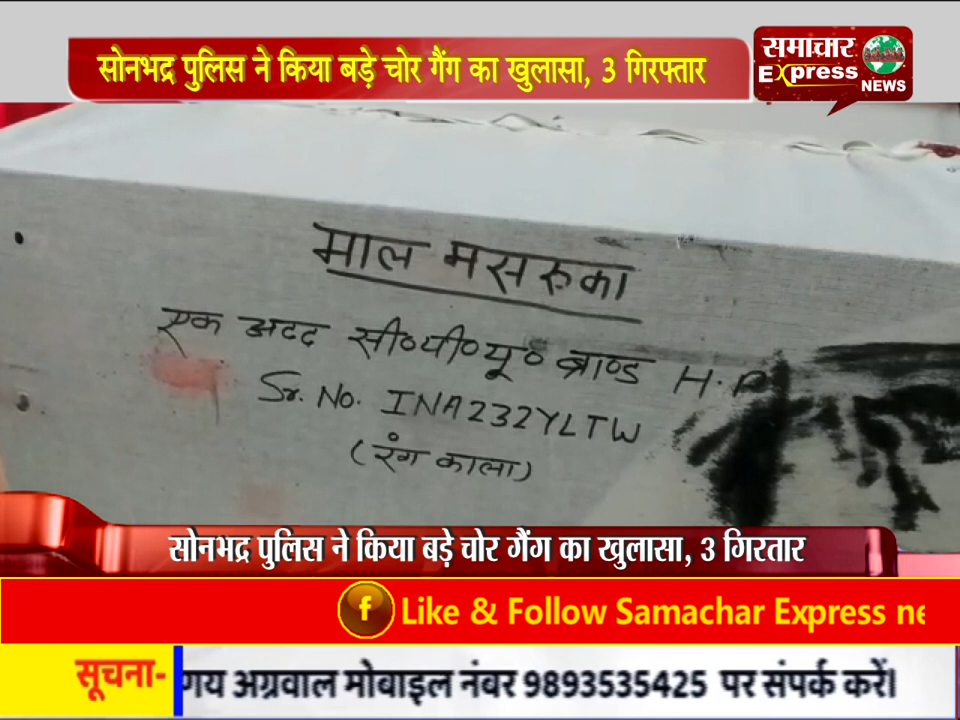 सोनभद्र पुलिस ने किया बड़े चोर गैंग का खुलासा, 3 गिरफ्तार
समाचार
Express
NEWS
माल मसरुका
एक अदद सी०पी०यू० ब्राण्ड H.P
Sr. No. INA232YLTW
(रंग काला)
सोनभद्र पुलिस ने किया बड़े चोर गैंग का खुलासा, 3 गिरतार
f Like & Follow Samachar Express ne
सूचना- णय अग्रवाल मोबाइल नंबर 9893535425 पर संपर्क करें।